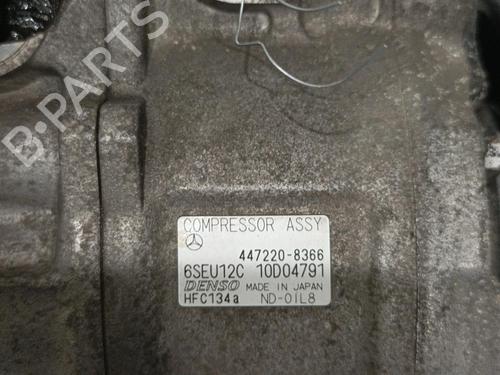 B-PARTS
COMPRESSOR ASSY
447220-8366
6SEU12C 10D04791
DENSO MADE IN JAPAN
HFC134a ND-OIL8